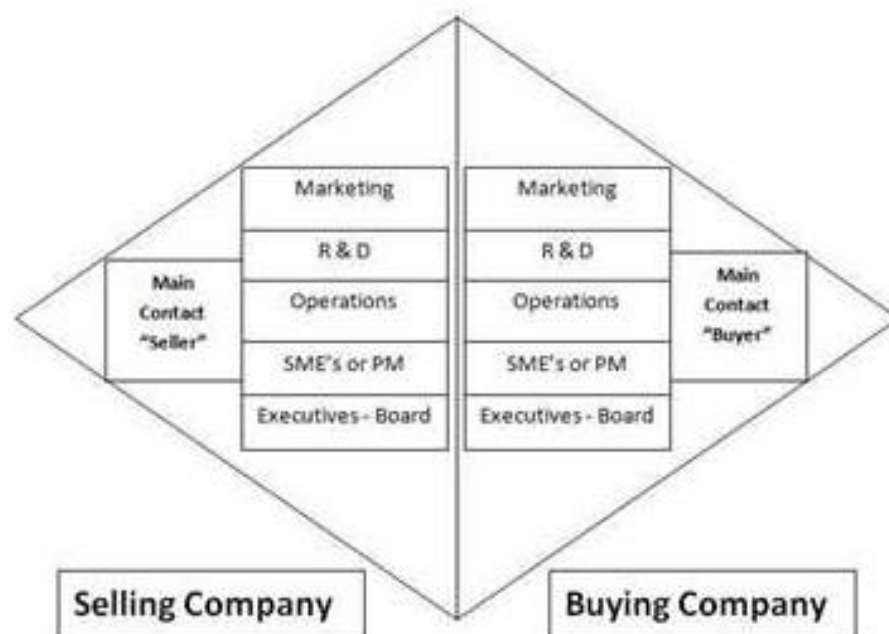 Marketing
R & D
Operations
SME's or PM
Executives - Board
Marketing
R & D
Operations
SME's or PM
Executives - Board
Main
Contact
"Seller"
Main
Contact
"Buyer"
Selling Company
Buying Company